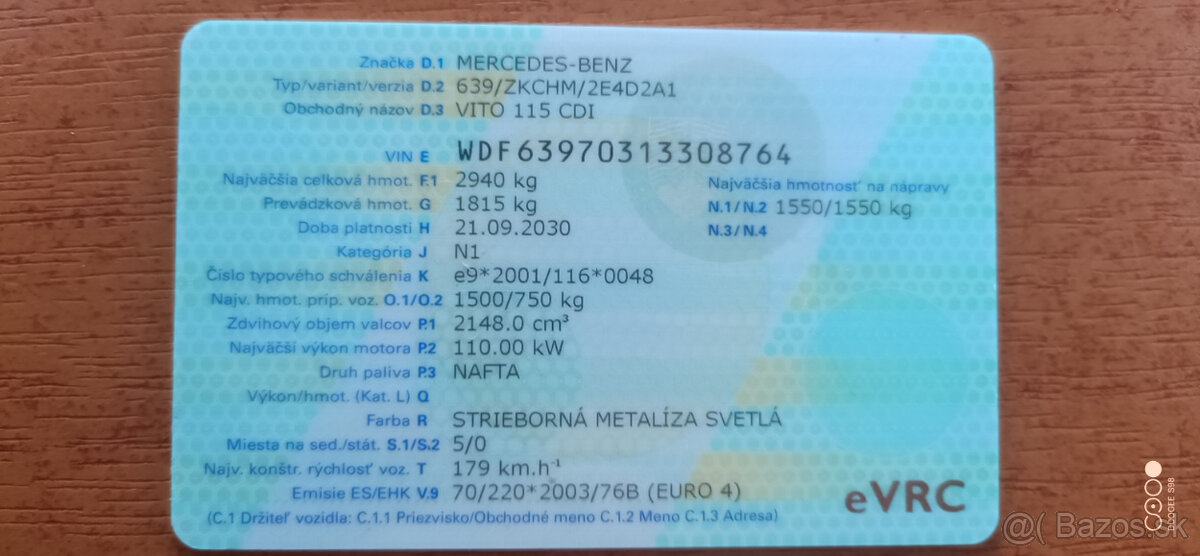 Značka D.1 MERCEDES-BENZ
Typ/variant/verzia D.2 639/ZKCHM/2E4D2A1
Obchodný názov D.3 VITO 115 CDI
VIN E WDF63970313308764
Najväčšia celková hmot. F.1 2940 kg
Najväčšia hmotnosť na nápravy
Prevádzková hmot. G 1815 kg
N.1/N.2 1550/1550 kg
Doba platnosti H 21.09.2030
N.3/N.4
Kategória J N1
Číslo typového schválenia K e9*2001/116*0048
Najv. hmot. príp. voz. O.1/O.2 1500/750 kg
Zdvihový objem valcov P.1 2148.0 cm³
Najväčší výkon motora P.2 110.00 kW
Druh paliva P.3 NAFTA
Výkon/hmot. (Kat. L) Q
Farba R STRIEBORNÁ METALÍZA SVETLÁ
Miesta na sed./stát. S.1/S.2 5/0
Najv. konštr. rýchlosť voz. T 179 km.h⁻¹
Emisie ES/EHK V.9 70/220*2003/76B (EURO 4)
eVRC
(C.1 Držiteľ vozidla: C.1.1 Priezvisko/Obchodné meno C.1.2 Meno C.1.3 Adresa)
DOOGEE S98
@( Bazos.sk